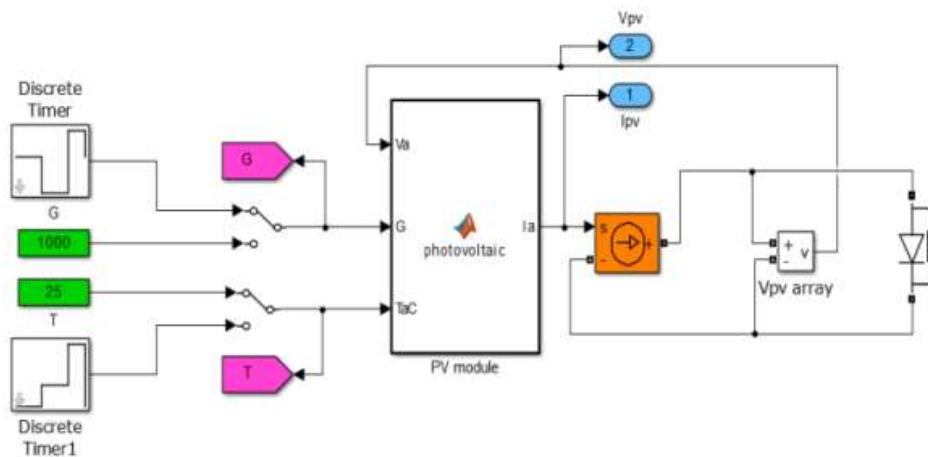 Vpv
2
1
Ipv
Discrete
Timer
G
1000
25
T
Discrete
Timer1
G
T
Va
G
TaC
photovoltaic
Ia
PV module
s
+
-
+
-
v
Vpv array